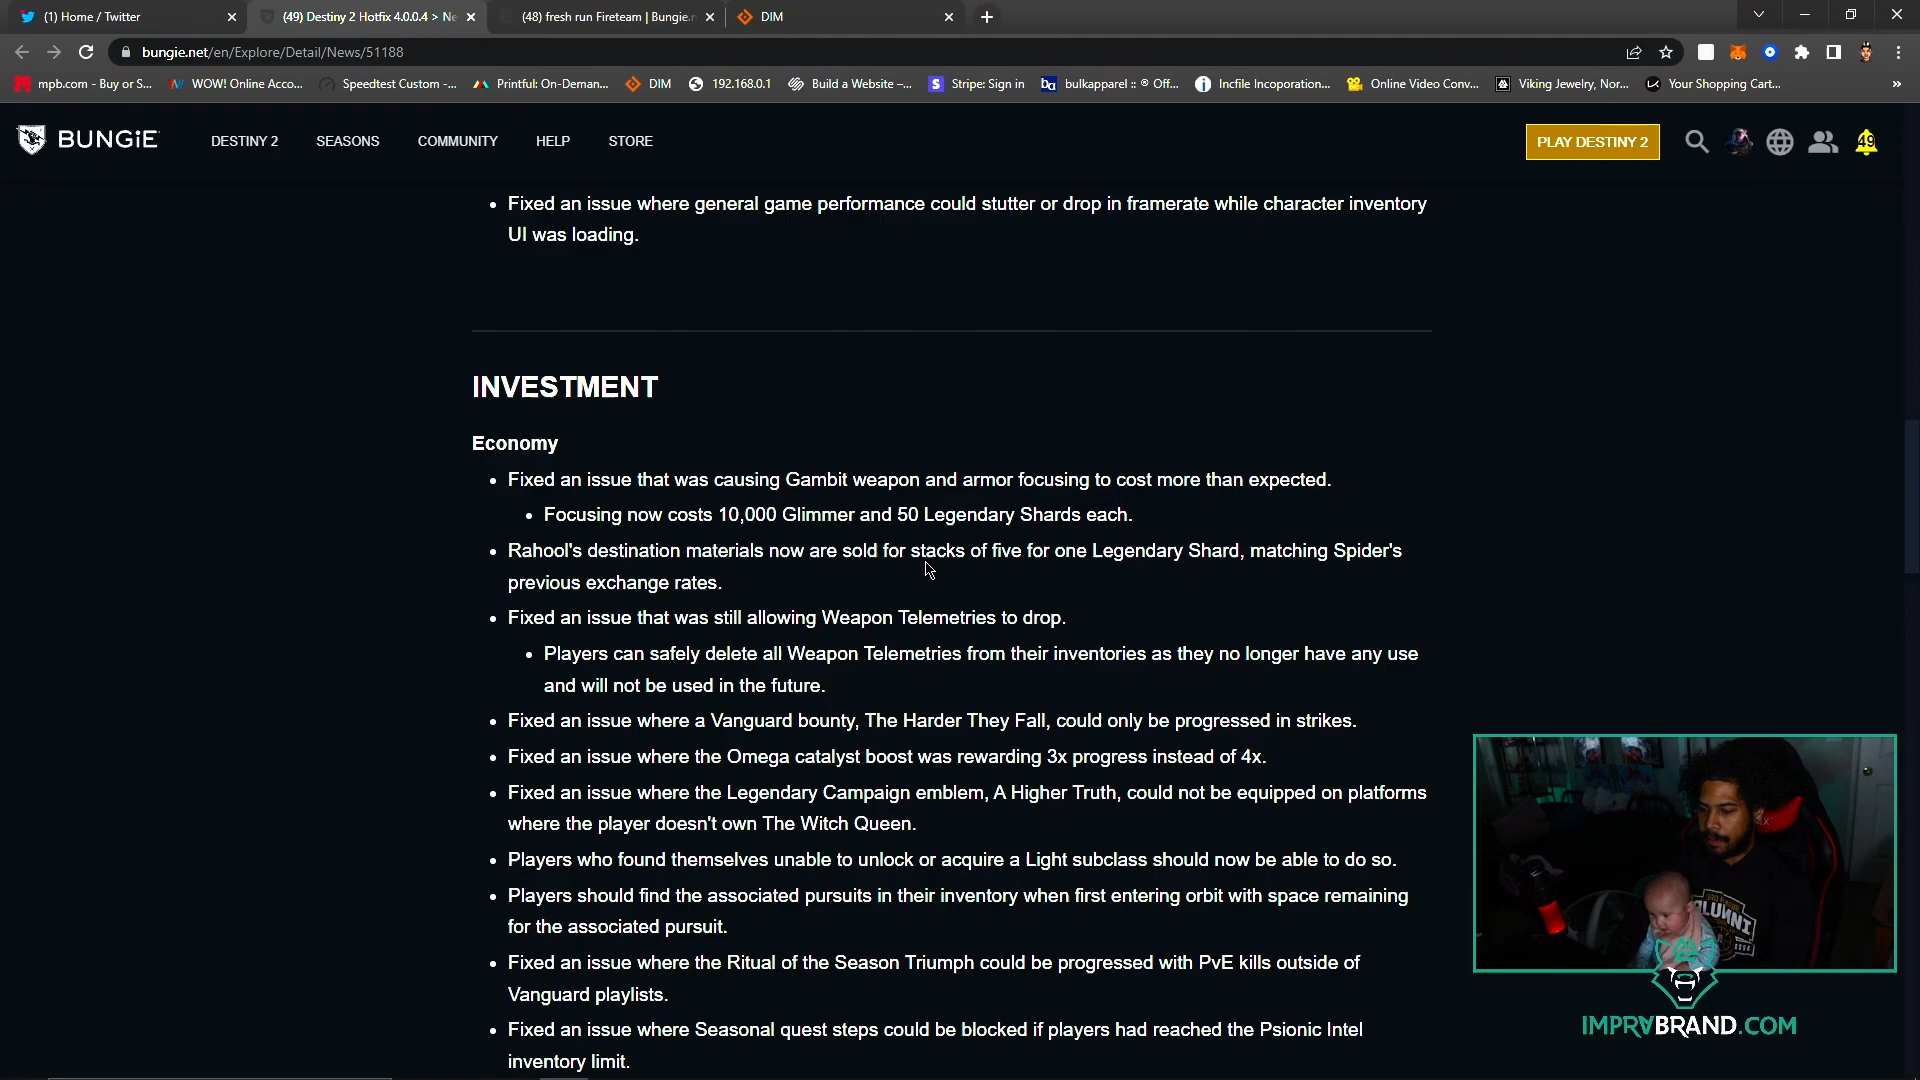 (1) Home / Twitter
(49) Destiny 2 Hotfix 4.0.0.4 > Ne
(48) fresh run Fireteam | Bungie.n
DIM
bungie.net/en/Explore/Detail/News/51188
mpb.com - Buy or S...
WOW! Online Acco...
Speedtest Custom -...
Printful: On-Deman...
DIM
192.168.0.1
Build a Website –...
Stripe: Sign in
bulkapparel :: ® Off...
Incfile Incoporation...
Online Video Conv...
Viking Jewelry, Nor...
Your Shopping Cart...
»
BUNGiE
DESTINY 2
SEASONS
COMMUNITY
HELP
STORE
PLAY DESTINY 2
49
• Fixed an issue where general game performance could stutter or drop in framerate while character inventory
UI was loading.
INVESTMENT
Economy
• Fixed an issue that was causing Gambit weapon and armor focusing to cost more than expected.
• Focusing now costs 10,000 Glimmer and 50 Legendary Shards each.
• Rahool's destination materials now are sold for stacks of five for one Legendary Shard, matching Spider's
previous exchange rates.
• Fixed an issue that was still allowing Weapon Telemetries to drop.
• Players can safely delete all Weapon Telemetries from their inventories as they no longer have any use
and will not be used in the future.
• Fixed an issue where a Vanguard bounty, The Harder They Fall, could only be progressed in strikes.
• Fixed an issue where the Omega catalyst boost was rewarding 3x progress instead of 4x.
• Fixed an issue where the Legendary Campaign emblem, A Higher Truth, could not be equipped on platforms
where the player doesn't own The Witch Queen.
• Players who found themselves unable to unlock or acquire a Light subclass should now be able to do so.
• Players should find the associated pursuits in their inventory when first entering orbit with space remaining
for the associated pursuit.
• Fixed an issue where the Ritual of the Season Triumph could be progressed with PvE kills outside of
Vanguard playlists.
• Fixed an issue where Seasonal quest steps could be blocked if players had reached the Psionic Intel
inventory limit.
ALUMNI
IMPRVBRAND.COM